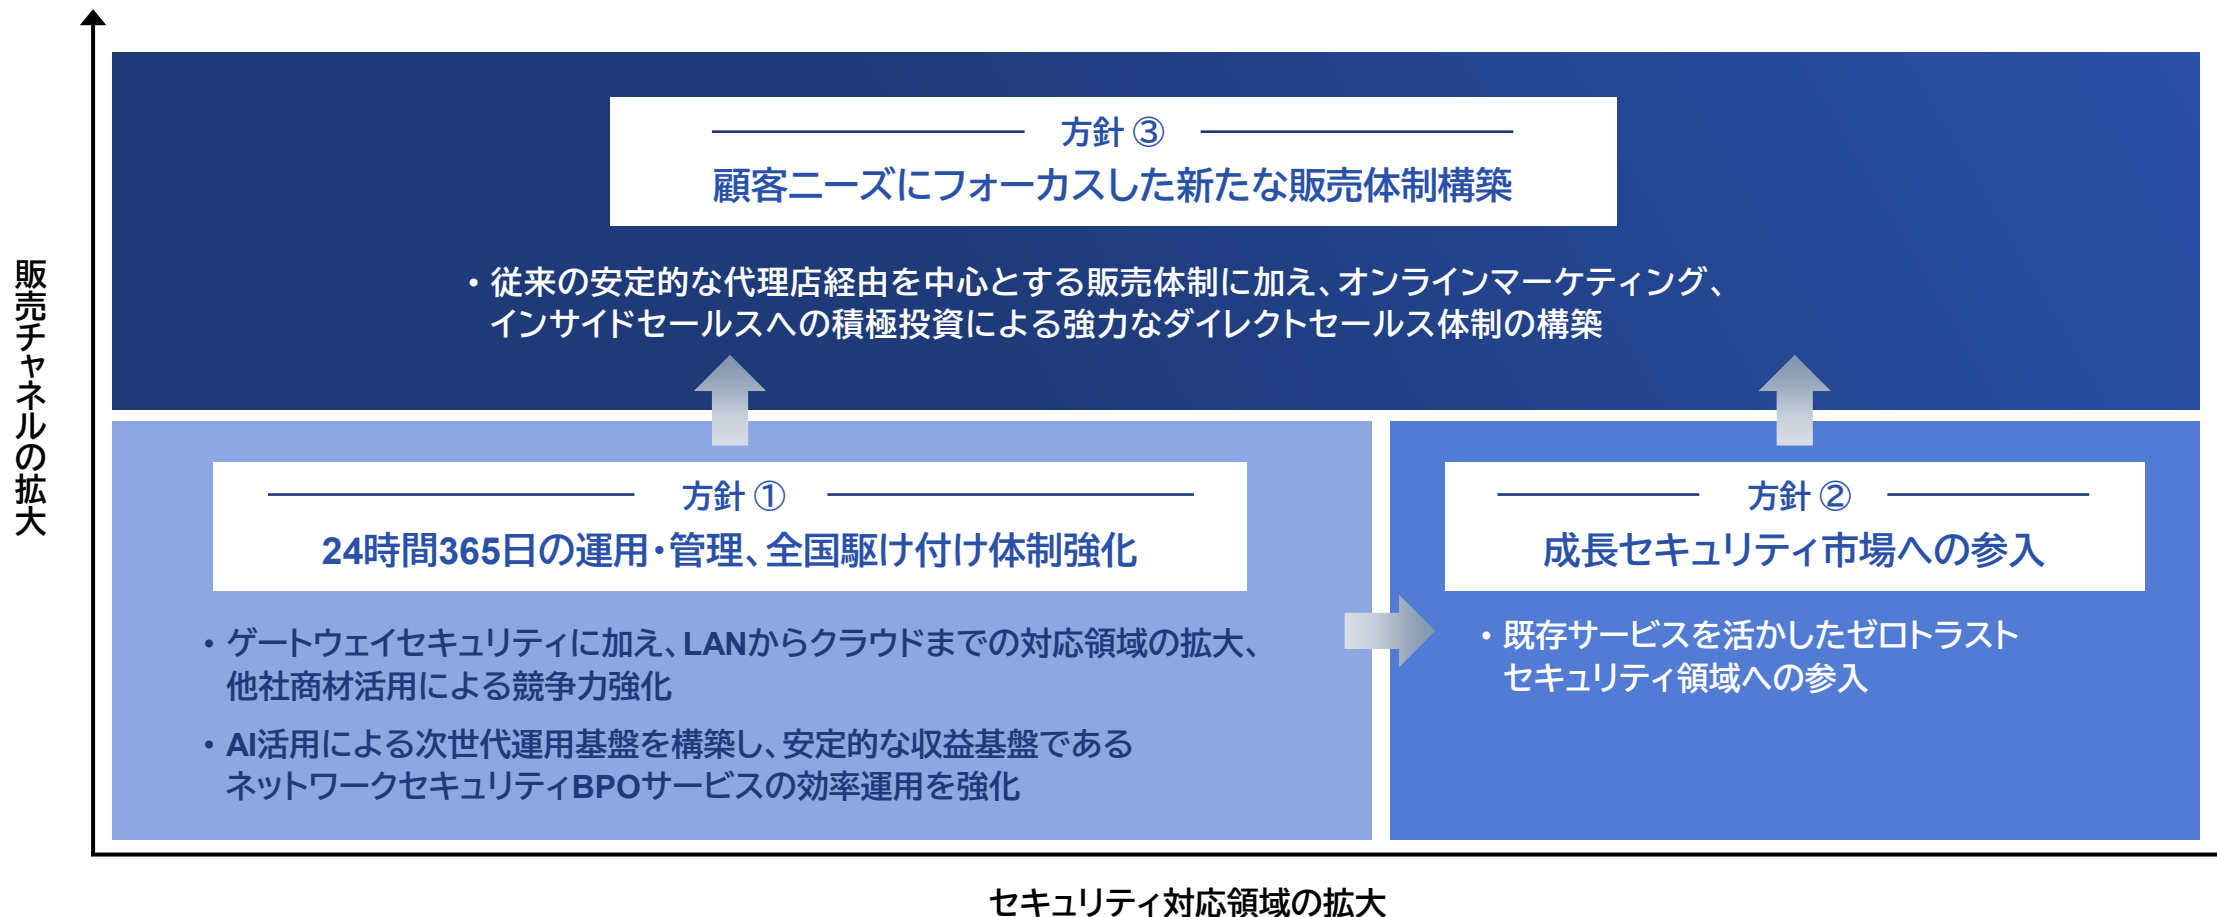 販売チャネルの拡大
方針 ③
顧客ニーズにフォーカスした新たな販売体制構築
・従来の安定的な代理店経由を中心とする販売体制に加え、オンラインマーケティング、
インサイドセールスへの積極投資による強力なダイレクトセールス体制の構築
方針 ①
24時間365日の運用・管理、全国駆け付け体制強化
・ゲートウェイセキュリティに加え、LANからクラウドまでの対応領域の拡大、
他社商材活用による競争力強化
・AI活用による次世代運用基盤を構築し、安定的な収益基盤である
ネットワークセキュリティBPOサービスの効率運用を強化
方針 ②
成長セキュリティ市場への参入
・既存サービスを活かしたゼロトラスト
セキュリティ領域への参入
セキュリティ対応領域の拡大